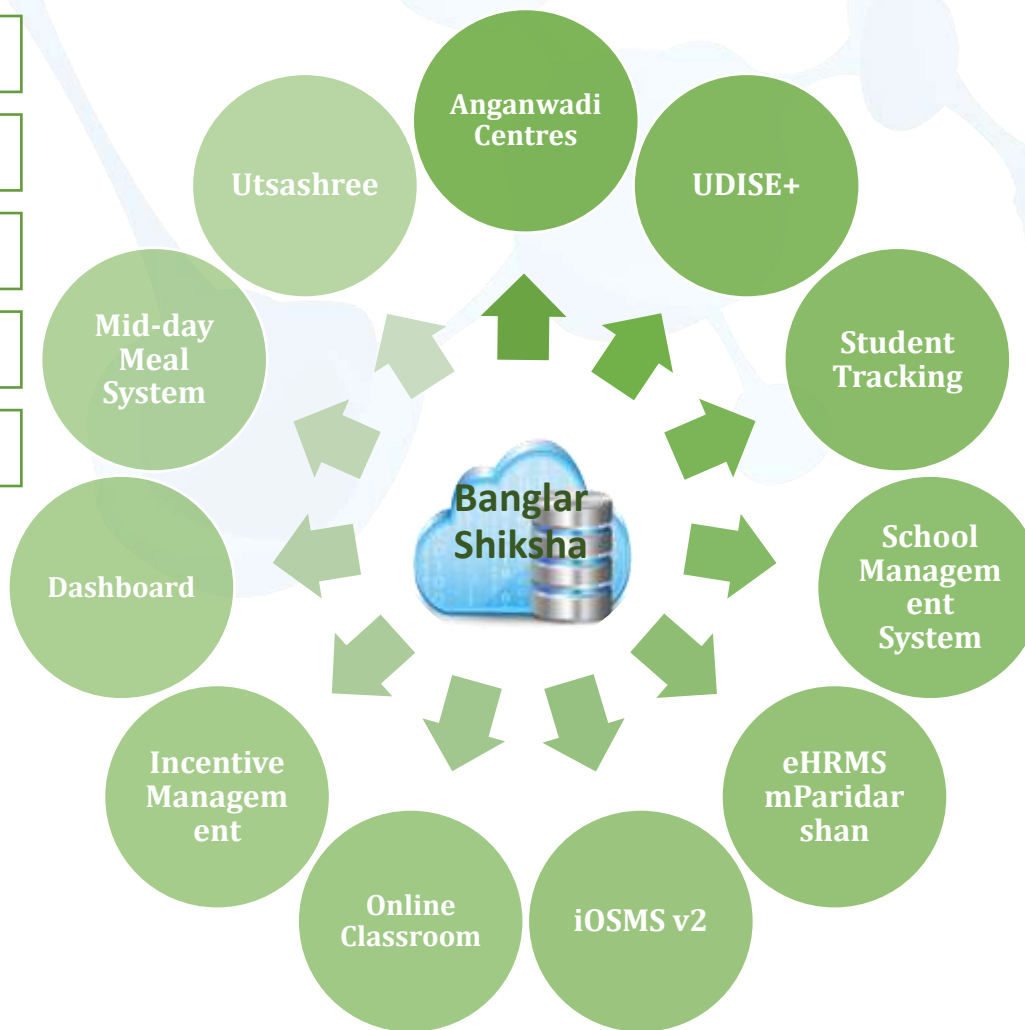 Anganwadi
Centres
UDISE+
Student
Tracking
School
Managem
ent
System
eHRMS
mParidar
shan
iOSMS v2
Online
Classroom
Incentive
Managem
ent
Dashboard
Mid-day
Meal
System
Utsashree
Banglar
Shiksha